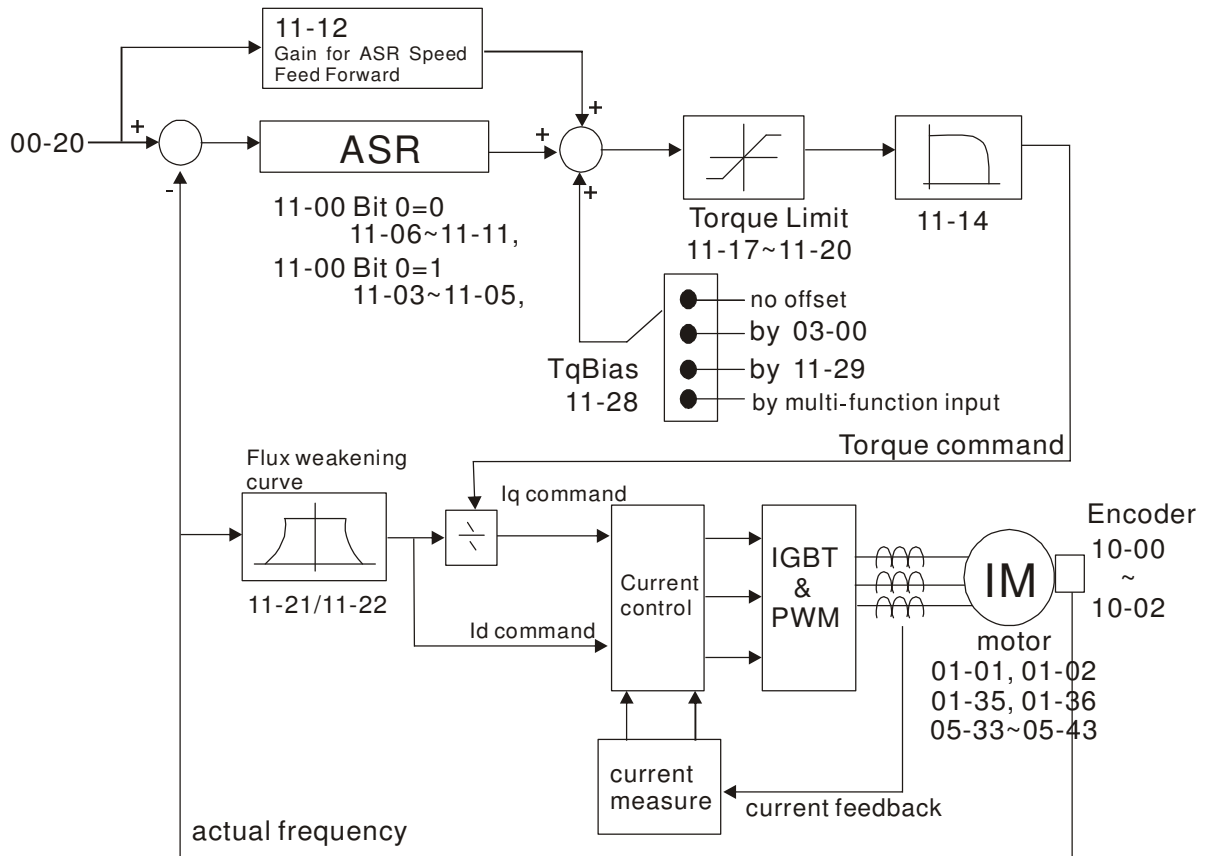 11-12
Gain for ASR Speed
Feed Forward
+
+
00-20
+
ASR
+
-
+
11-00 Bit 0=0
11-06~11-11,
11-00 Bit 0=1
11-03~11-05,
Torque Limit
11-17~11-20
11-14
no offset
by 03-00
by 11-29
by multi-function input
TqBias
11-28
Torque command
Flux weakening
curve
11-21/11-22
Iq command
Id command
Current
control
IGBT
&
PWM
IM
Encoder
10-00
~
10-02
motor
01-01, 01-02
01-35, 01-36
05-33~05-43
current
measure
current feedback
actual frequency